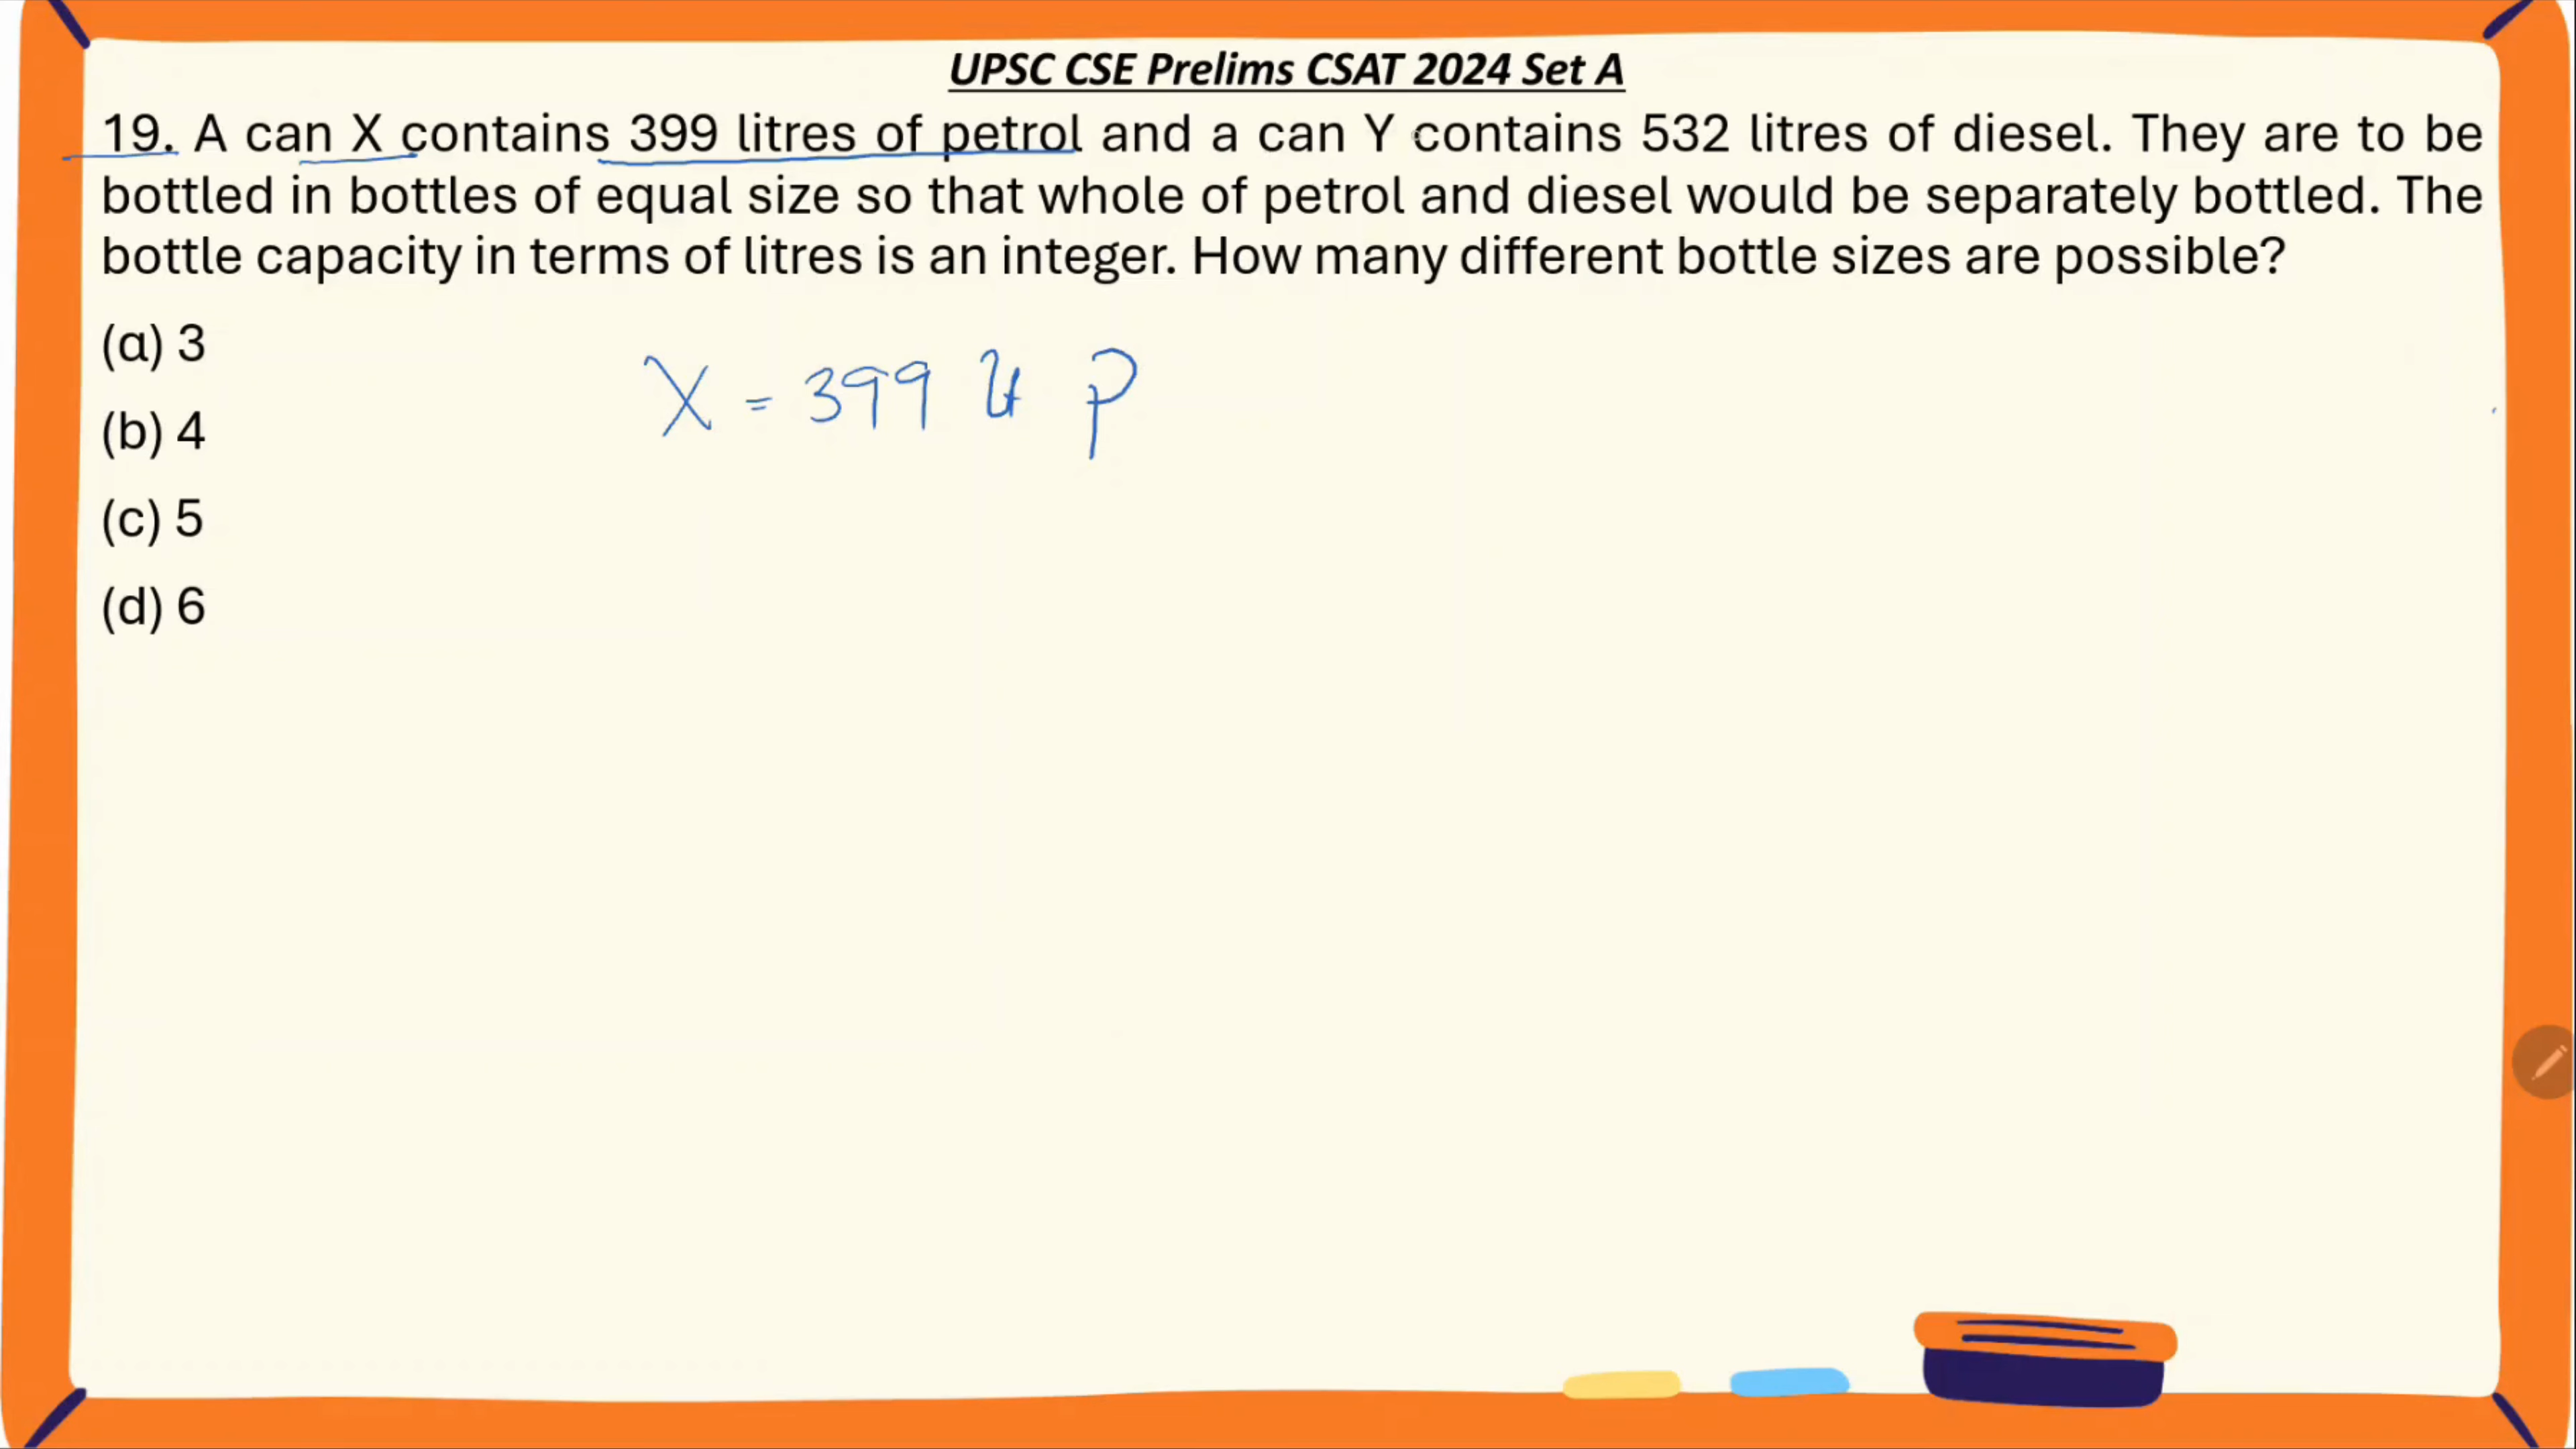 UPSC CSE Prelims CSAT 2024 Set A
19. A can X contains 399 litres of petrol and a can Y contains 532 litres of diesel. They are to be
bottled in bottles of equal size so that whole of petrol and diesel would be separately bottled. The
bottle capacity in terms of litres is an integer. How many different bottle sizes are possible?
(a) 3
X = 399 lt P
(b) 4
(c) 5
(d) 6